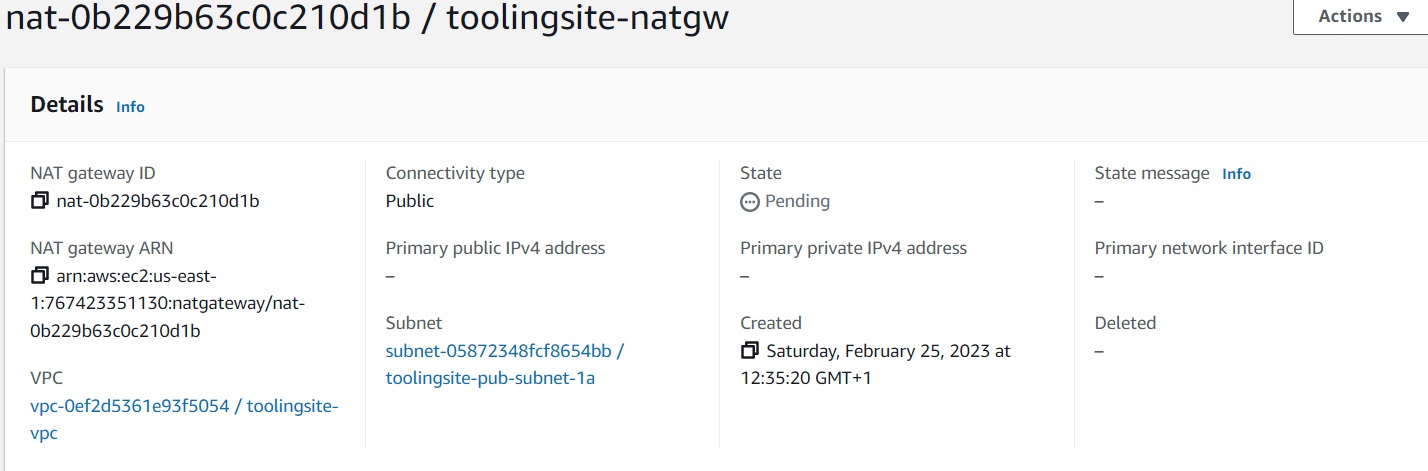 nat-0b229b63c0c210d1b / toolingsite-natgw
Actions
Details Info
NAT gateway ID
nat-0b229b63c0c210d1b
NAT gateway ARN
arn:aws:ec2:us-east-
1:767423351130:natgateway/nat-
0b229b63c0c210d1b
VPC
vpc-0ef2d5361e93f5054 / toolingsite-
vpc
Connectivity type
Public
Primary public IPv4 address
–
Subnet
subnet-05872348fcf8654bb /
toolingsite-pub-subnet-1a
State
Pending
Primary private IPv4 address
–
Created
Saturday, February 25, 2023 at
12:35:20 GMT+1
State message Info
–
Primary network interface ID
–
Deleted
–